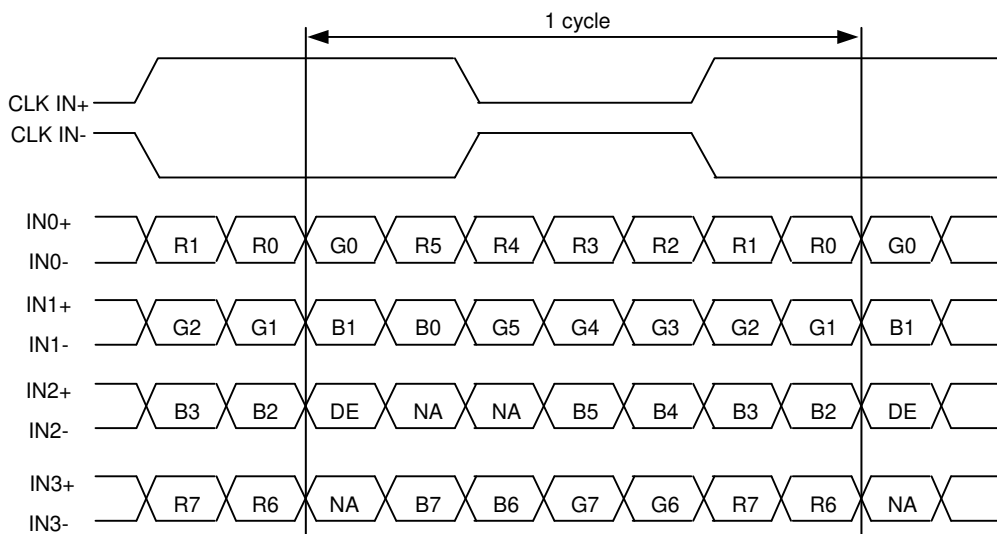 1 cycle
CLK IN+
CLK IN-
IN0+
R1 R0 G0 R5 R4 R3 R2 R1 R0 G0
IN0-
IN1+
G2 G1 B1 B0 G5 G4 G3 G2 G1 B1
IN1-
IN2+
B3 B2 DE NA NA B5 B4 B3 B2 DE
IN2-
IN3+
R7 R6 NA B7 B6 G7 G6 R7 R6 NA
IN3-